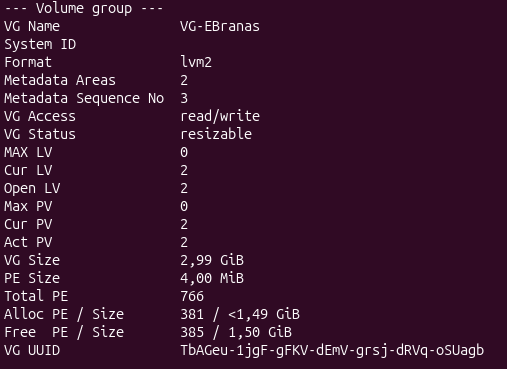 --- Volume group ---
VG Name               VG-EBranas
System ID
Format                lvm2
Metadata Areas        2
Metadata Sequence No  3
VG Access             read/write
VG Status             resizable
MAX LV                0
Cur LV                2
Open LV               2
Max PV                0
Cur PV                2
Act PV                2
VG Size               2,99 GiB
PE Size               4,00 MiB
Total PE              766
Alloc PE / Size       381 / <1,49 GiB
Free  PE / Size       385 / 1,50 GiB
VG UUID               TbAGeu-1jgF-gFKV-dEmV-grsj-dRVq-oSUagb